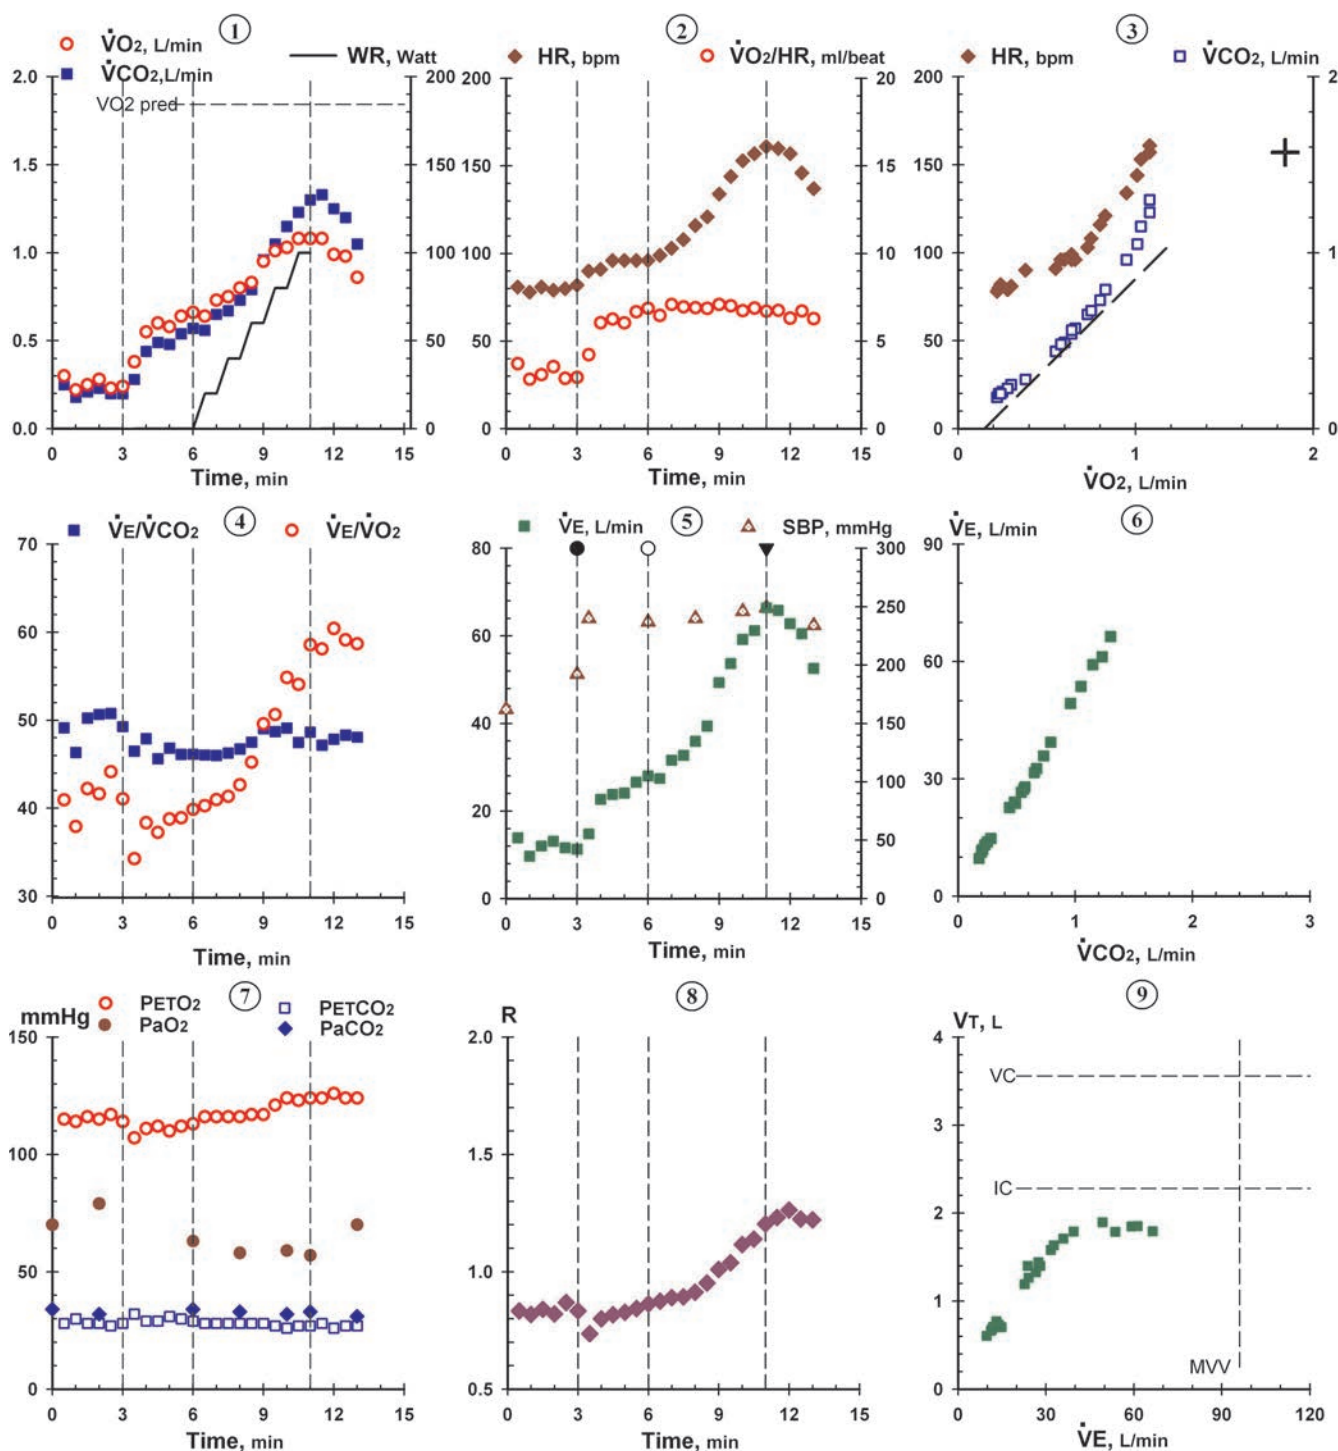 ①
V̇O₂, L/min
V̇CO₂, L/min
WR, Watt
VO2 pred
2.0
1.5
1.0
0.5
0.0
200
150
100
50
0
0 3 6 9 12 15
Time, min
②
HR, bpm
V̇O₂/HR, ml/beat
200
150
100
50
0
20
15
10
5
0
0 3 6 9 12 15
Time, min
③
HR, bpm
V̇CO₂, L/min
200
150
100
50
0
2
1
0
0 1 2
V̇O₂, L/min
④
V̇E/V̇CO₂
V̇E/V̇O₂
70
60
50
40
30
0 3 6 9 12 15
Time, min
⑤
V̇E, L/min
SBP, mmHg
80
60
40
20
0
300
250
200
150
100
50
0
0 3 6 9 12 15
Time, min
⑥
V̇E, L/min
90
60
30
0
0 1 2 3
V̇CO₂, L/min
⑦
mmHg
PETO₂
PaO₂
PETCO₂
PaCO₂
150
100
50
0
0 3 6 9 12 15
Time, min
⑧
R
2.0
1.5
1.0
0.5
0 3 6 9 12 15
Time, min
⑨
VT, L
VC
IC
MVV
4
3
2
1
0
0 30 60 90 120
V̇E, L/min